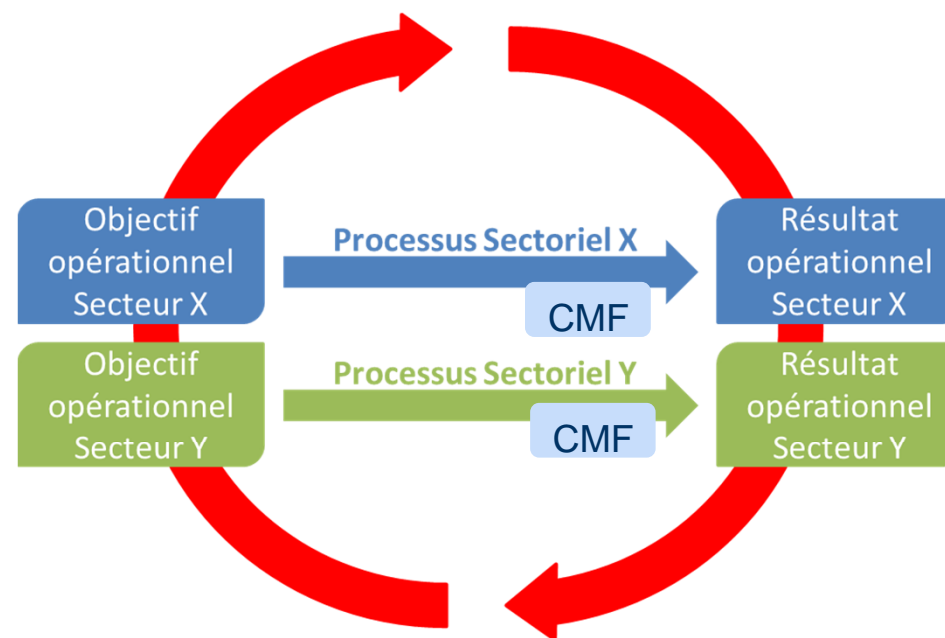 Objectif
opérationnel
Secteur X
Processus Sectoriel X
CMF
Résultat
opérationnel
Secteur X
Objectif
opérationnel
Secteur Y
Processus Sectoriel Y
CMF
Résultat
opérationnel
Secteur Y